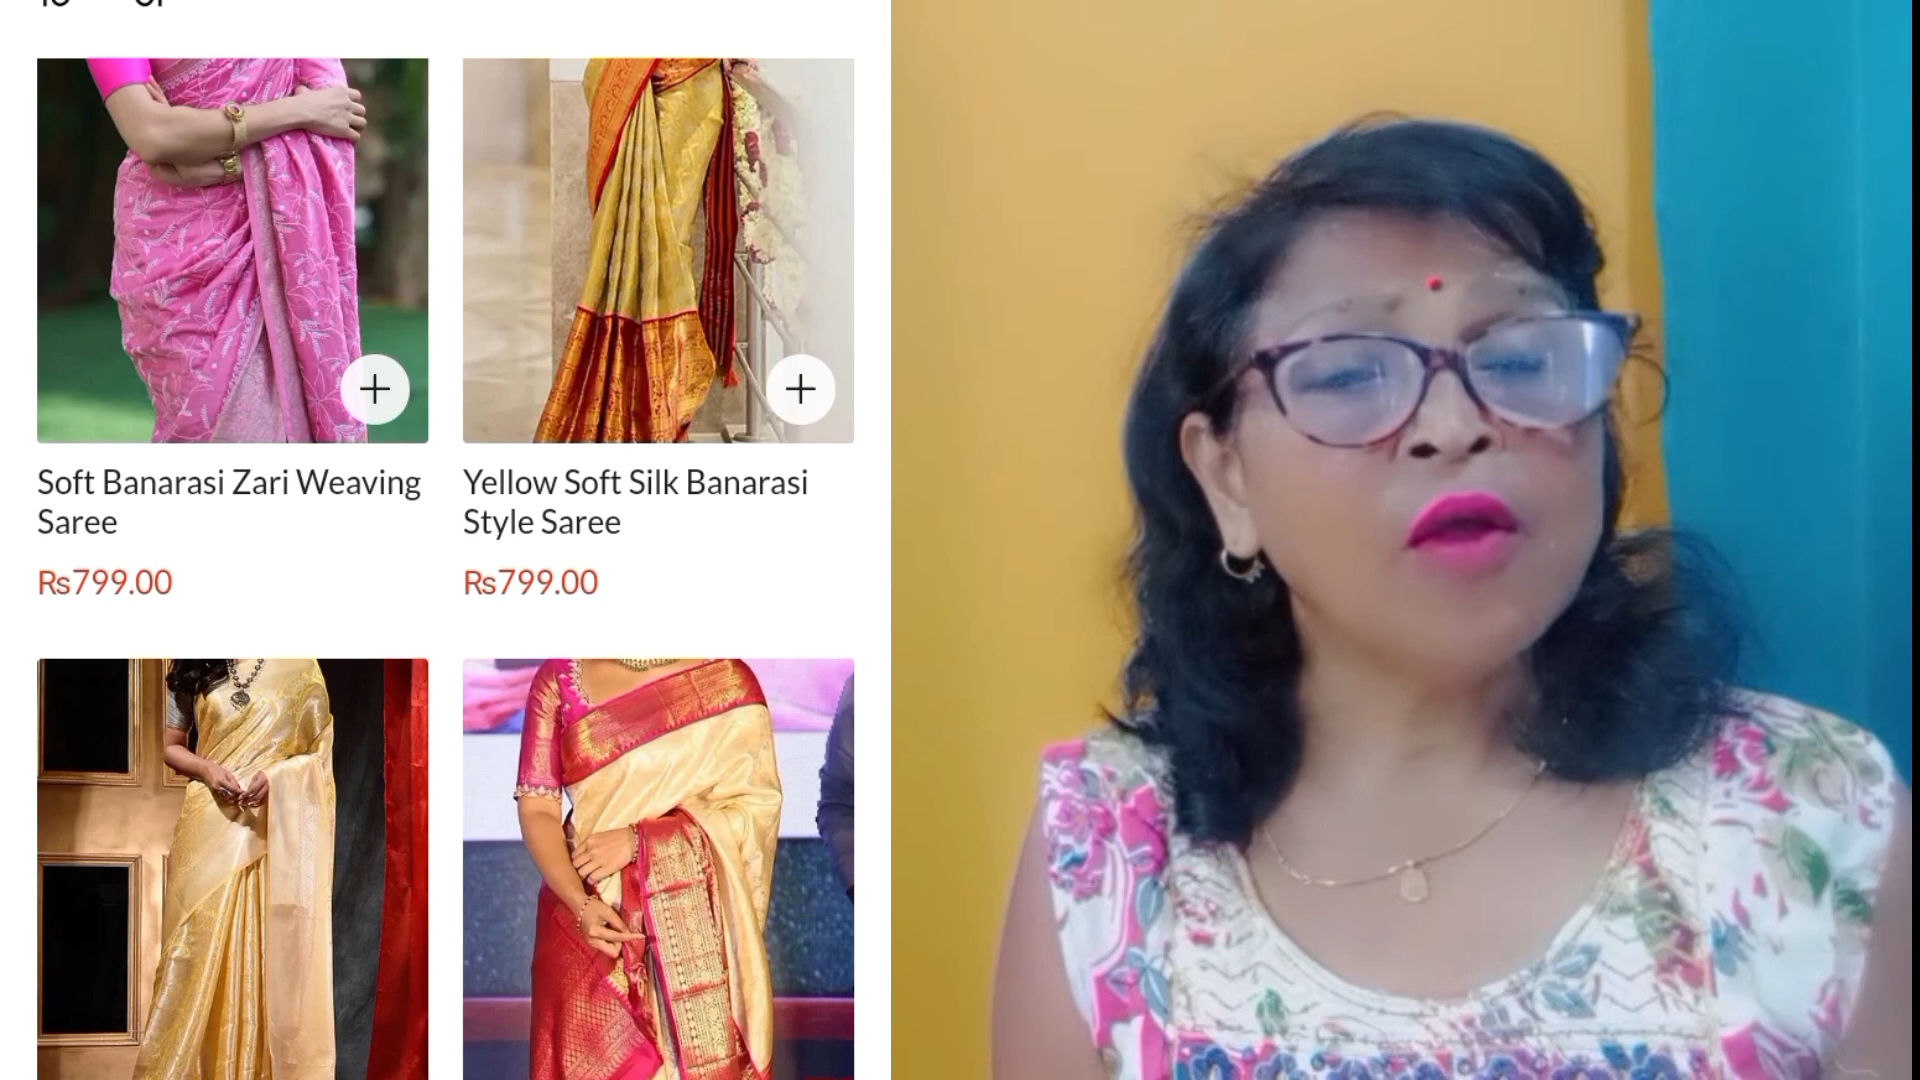 Soft Banarasi Zari Weaving
Saree
Rs799.00
Yellow Soft Silk Banarasi
Style Saree
Rs799.00